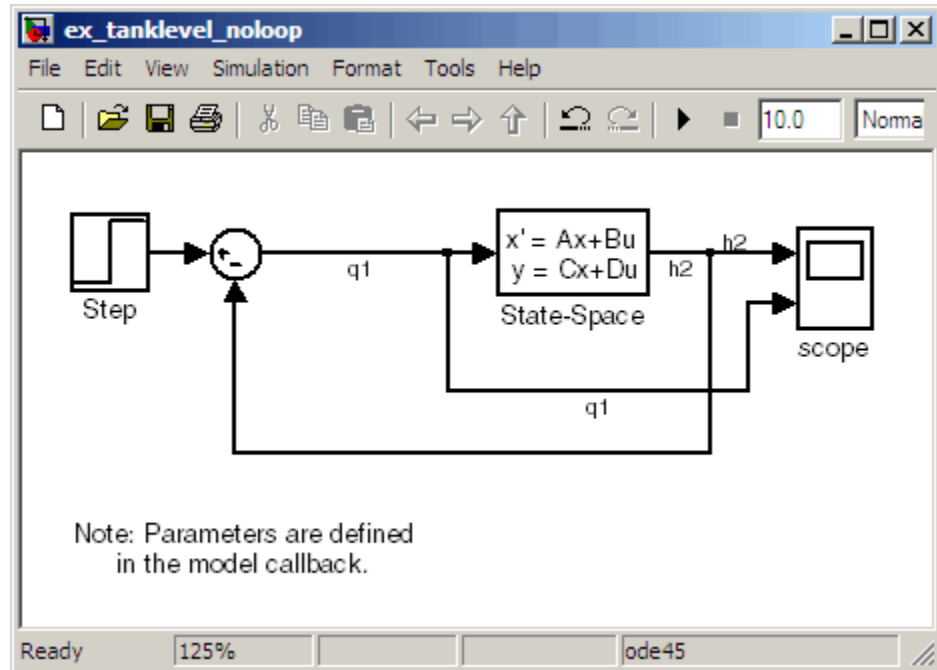 ex_tanklevel_noloop
File Edit View Simulation Format Tools Help
10.0 Norma
x' = Ax+Bu
y = Cx+Du
h2
h2
q1
Step
State-Space
scope
q1
Note: Parameters are defined
in the model callback.
Ready 125% ode45